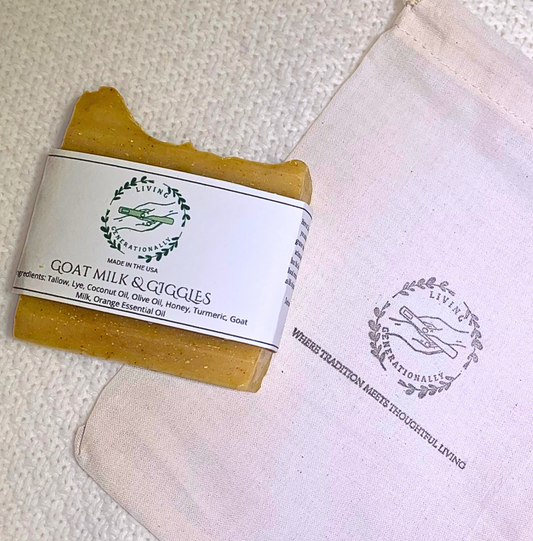 LIVING
GENERATIONALLY
MADE IN THE USA
GOAT MILK & GIGGLES
Ingredients: Tallow, Lye, Coconut Oil, Olive Oil, Honey, Turmeric, Goat
Milk, Orange Essential Oil
LIVING
GENERATIONALLY
WHERE TRADITION MEETS THOUGHTFUL LIVING